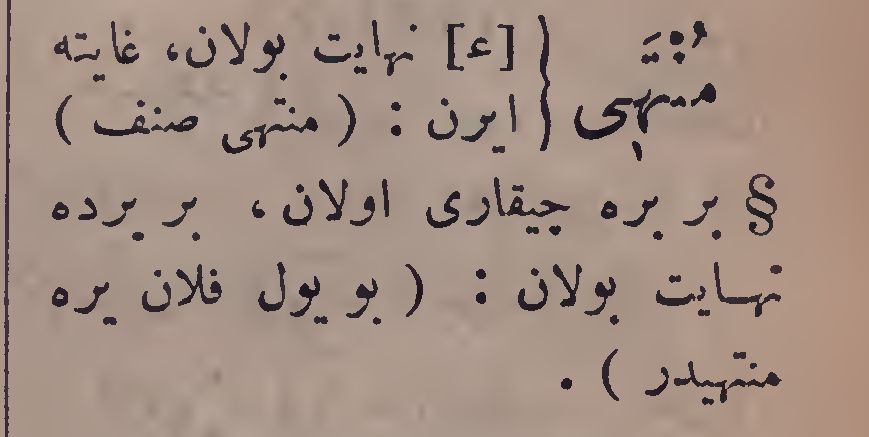 مُنْتَهِی { [ع] نهایت بولان، غایته
ایرن : ( منتهی صنف )
§ بر یره چیقاری اولان، بر یرده
نهایت بولان : ( بو یول فلان یره
منتهیدر ) .